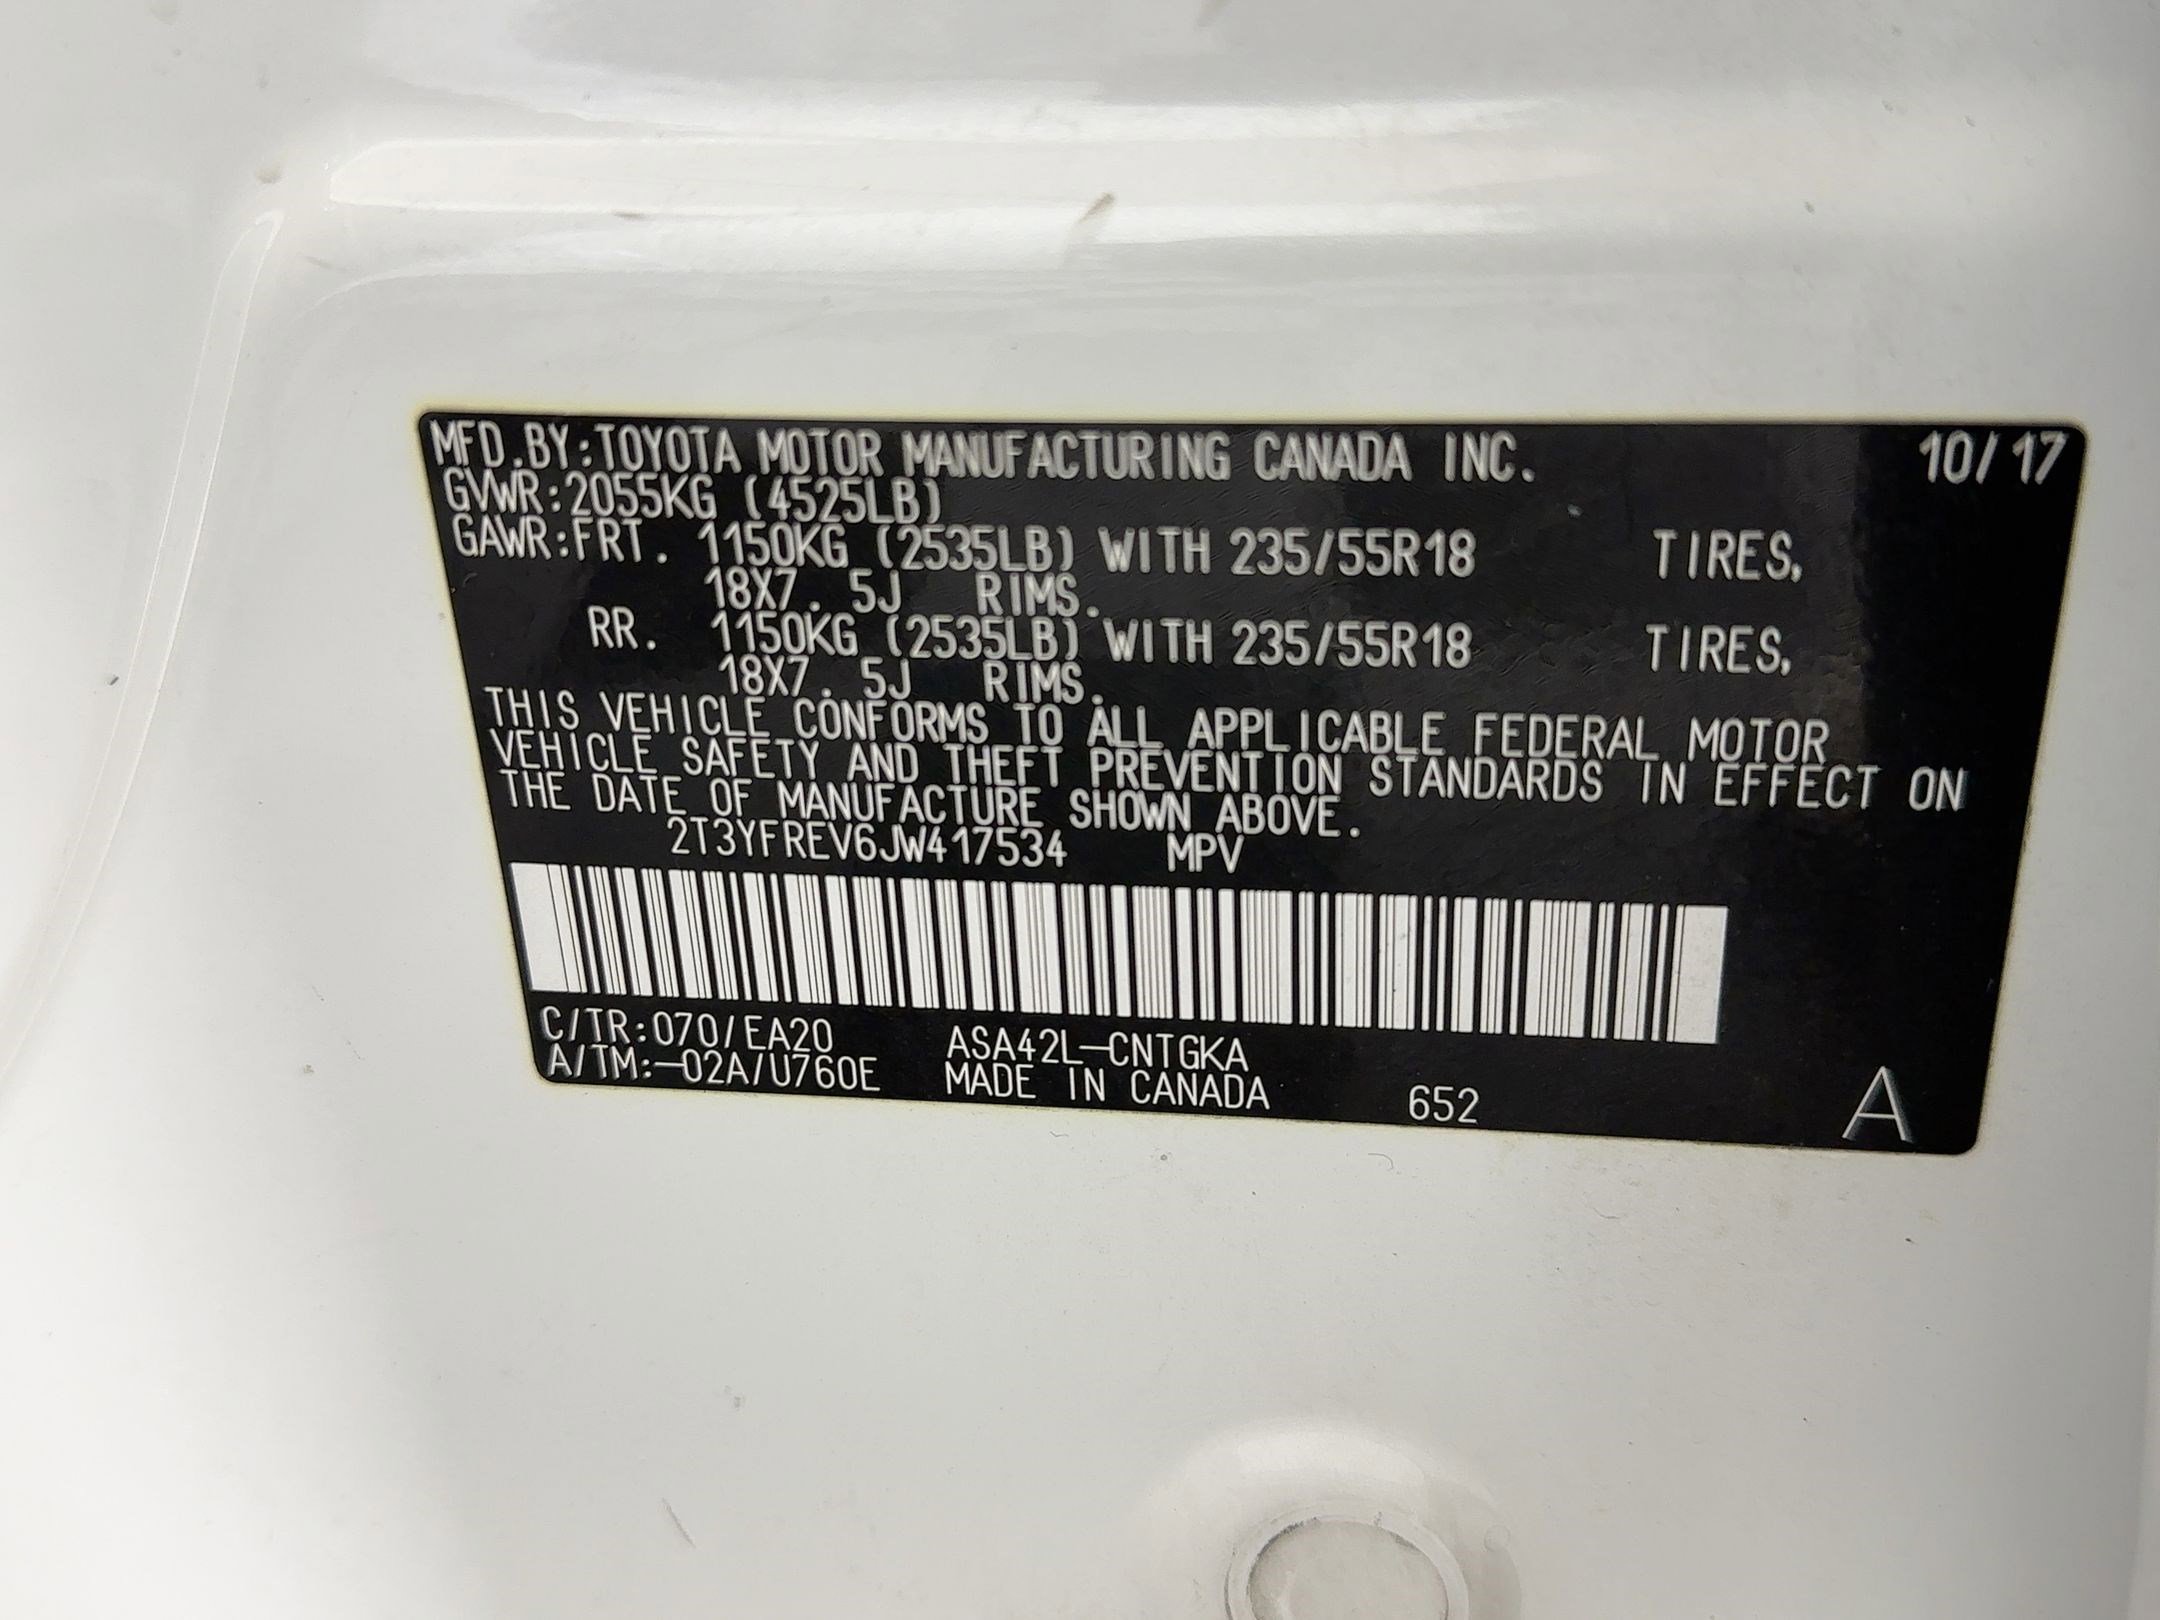 MFD.BY:TOYOTA MOTOR MANUFACTURING CANADA INC. 10/17
GVWR:2055KG (4525LB)
GAWR:FRT. 1150KG (2535LB) WITH 235/55R18 TIRES,
18X7.5J RIMS.
RR. 1150KG (2535LB) WITH 235/55R18 TIRES,
18X7.5J RIMS.
THIS VEHICLE CONFORMS TO ALL APPLICABLE FEDERAL MOTOR
VEHICLE SAFETY AND THEFT PREVENTION STANDARDS IN EFFECT ON
THE DATE OF MANUFACTURE SHOWN ABOVE.
2T3YFREV6JW417534 MPV
C/TR:070/EA20 ASA42L-CNTGKA
A/TM:-02A/U760E MADE IN CANADA 652 A